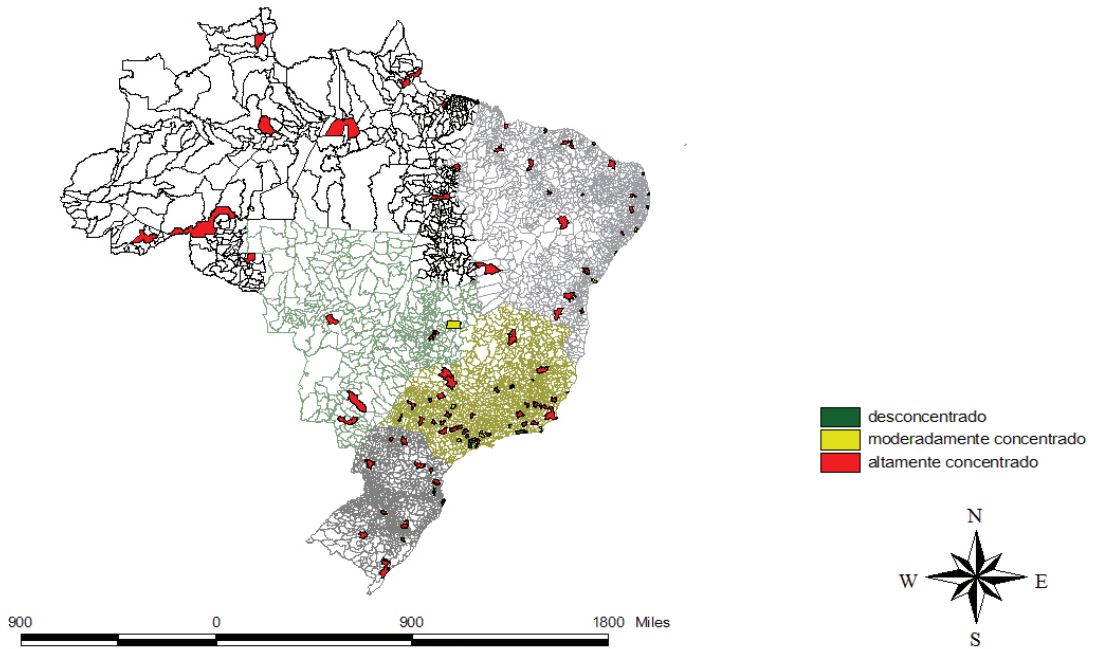 desconcentrado
moderadamente concentrado
altamente concentrado
N
W E
S
900 0 900 1800 Miles